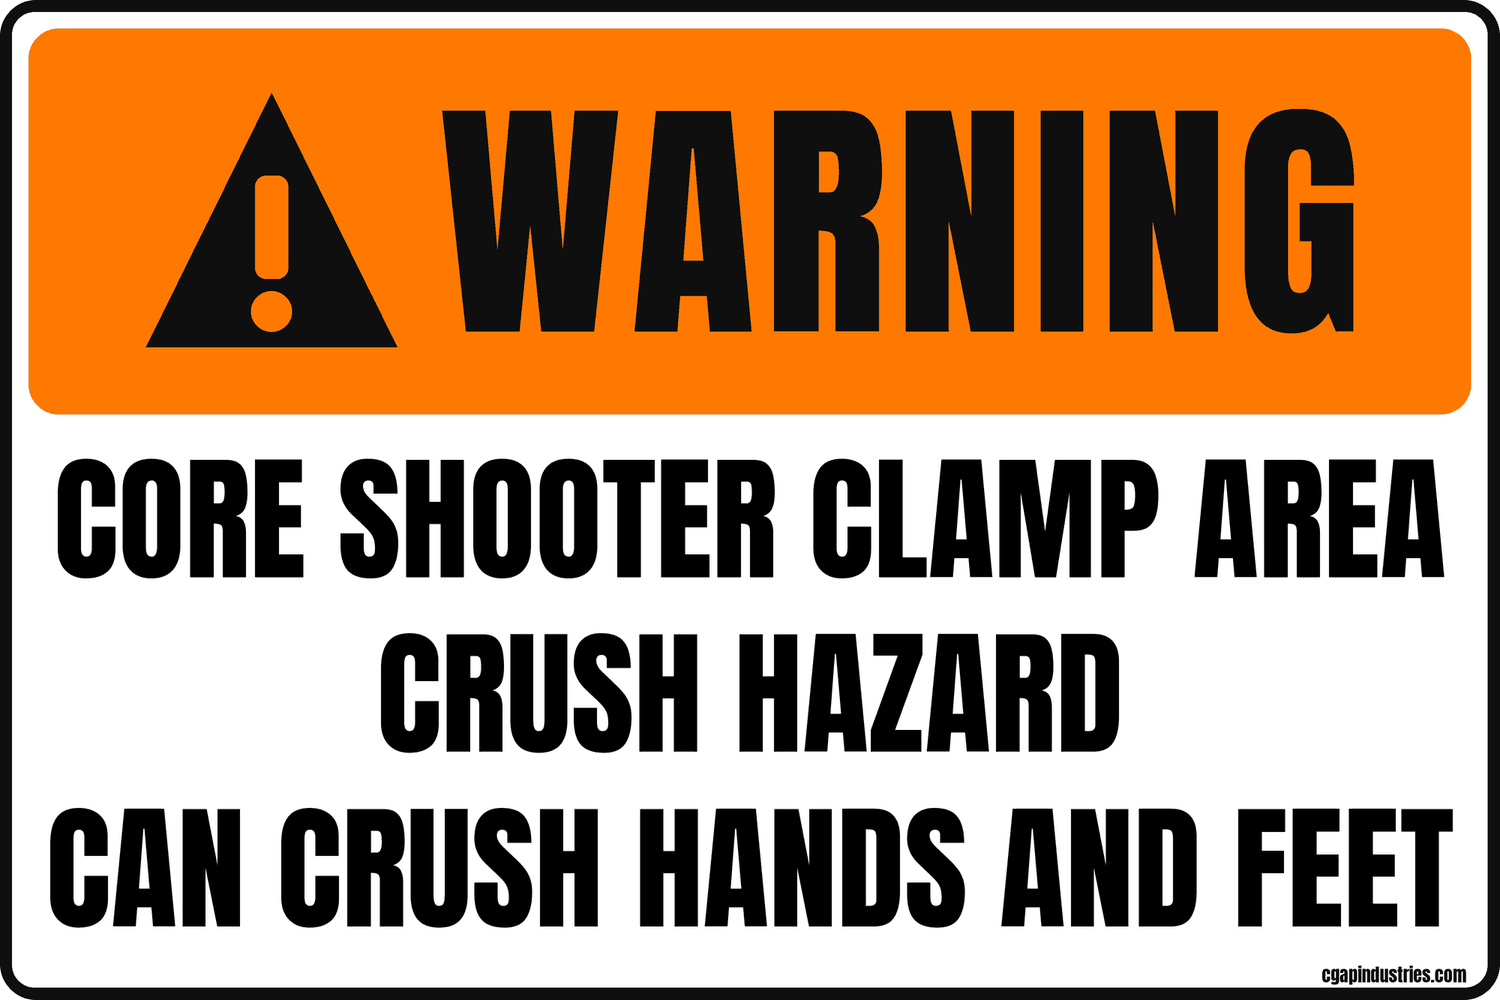 WARNING
CORE SHOOTER CLAMP AREA
CRUSH HAZARD
CAN CRUSH HANDS AND FEET
cgapindustries.com